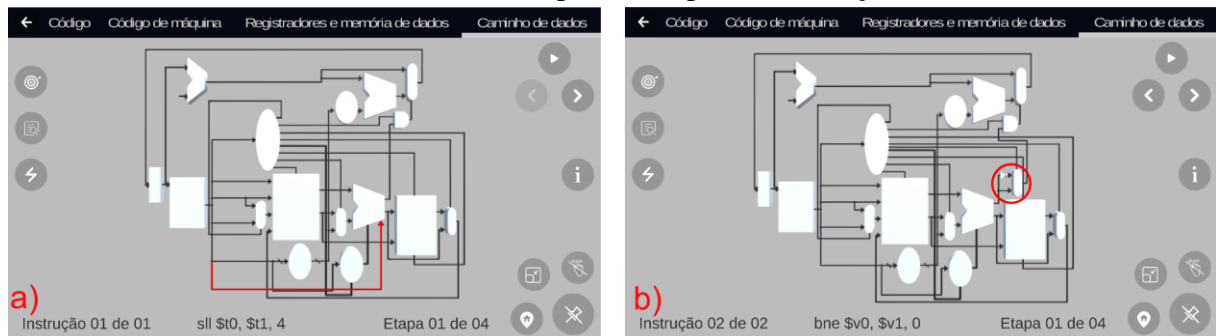 ← Código Código de máquina Registradores e memória de dados Caminho de dados
i
a)
Instrução 01 de 01 sll $t0, $t1, 4 Etapa 01 de 04
← Código Código de máquina Registradores e memória de dados Caminho de dados
i
b)
Instrução 02 de 02 bne $v0, $v1, 0 Etapa 01 de 04